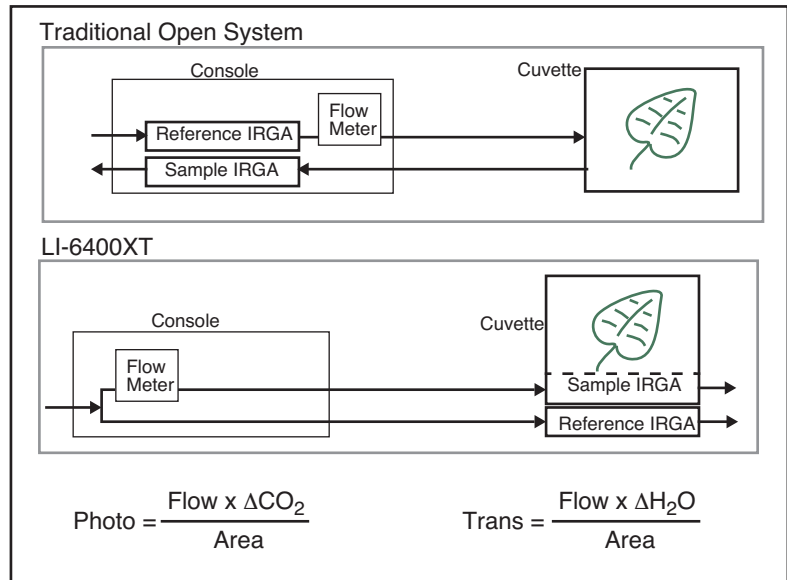 Traditional Open System
Console
Cuvette
Flow
Meter
Reference IRGA
Sample IRGA
LI-6400XT
Console
Cuvette
Flow
Meter
Sample IRGA
Reference IRGA
Photo = Flow x ΔCO₂ / Area
Trans = Flow x ΔH₂O / Area